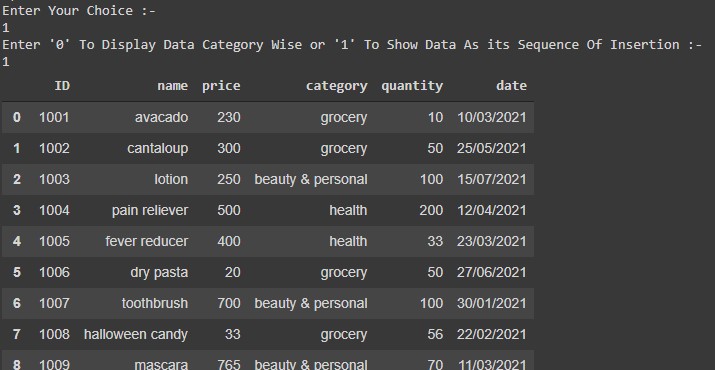 Enter Your Choice :-
1
Enter '0' To Display Data Category Wise or '1' To Show Data As its Sequence Of Insertion :-
1
ID name price category quantity date
0 1001 avacado 230 grocery 10 10/03/2021
1 1002 cantaloup 300 grocery 50 25/05/2021
2 1003 lotion 250 beauty & personal 100 15/07/2021
3 1004 pain reliever 500 health 200 12/04/2021
4 1005 fever reducer 400 health 33 23/03/2021
5 1006 dry pasta 20 grocery 50 27/06/2021
6 1007 toothbrush 700 beauty & personal 100 30/01/2021
7 1008 halloween candy 33 grocery 56 22/02/2021
8 1009 mascara 765 beauty & personal 70 11/03/2021